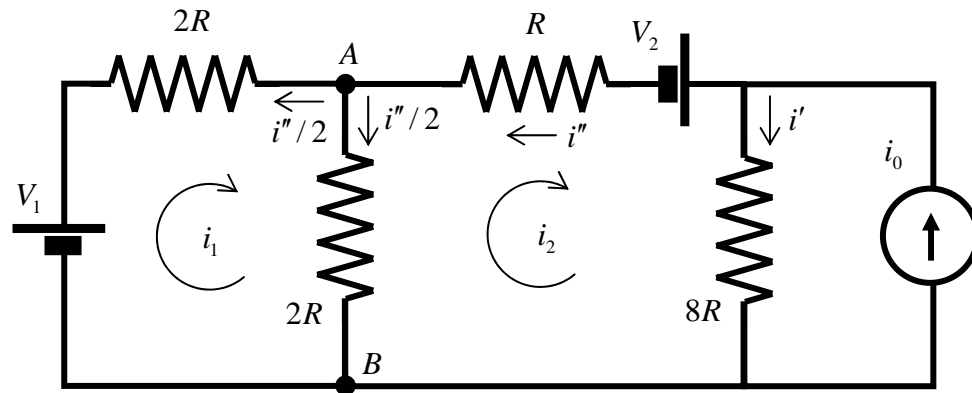 2R
A
R
V₂
i″/2
i″/2
i″
i′
i₀
V₁
i₁
i₂
2R
8R
B